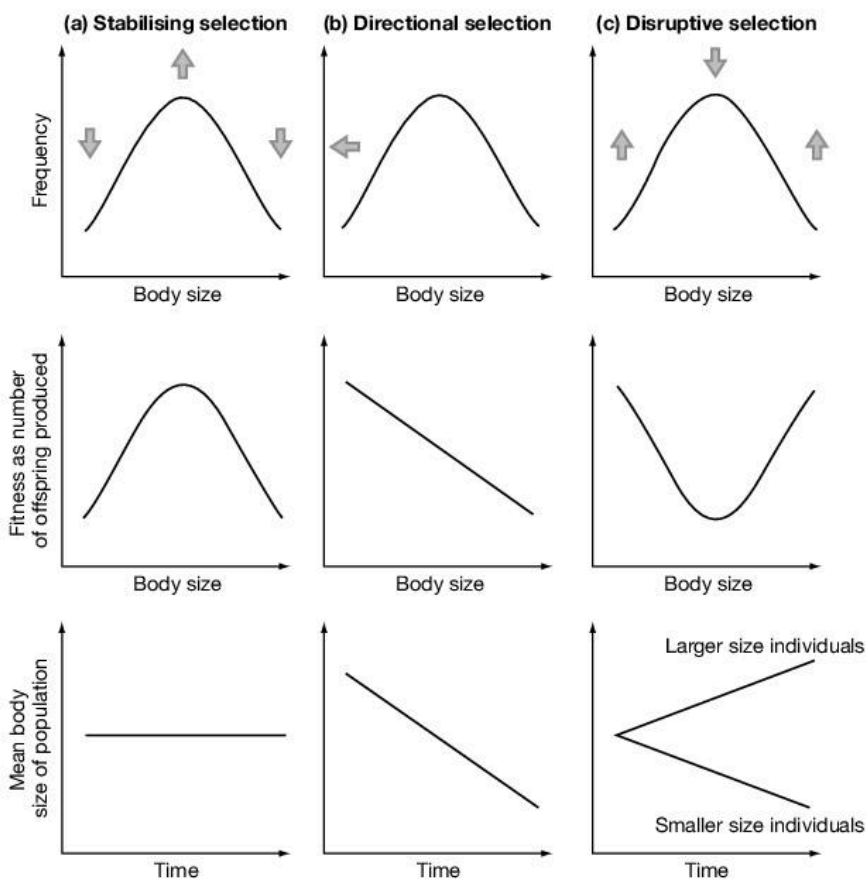 (a) Stabilising selection
(b) Directional selection
(c) Disruptive selection
Frequency
Body size
Body size
Body size
Fitness as number
of offspring produced
Body size
Body size
Body size
Mean body
size of population
Larger size individuals
Smaller size individuals
Time
Time
Time